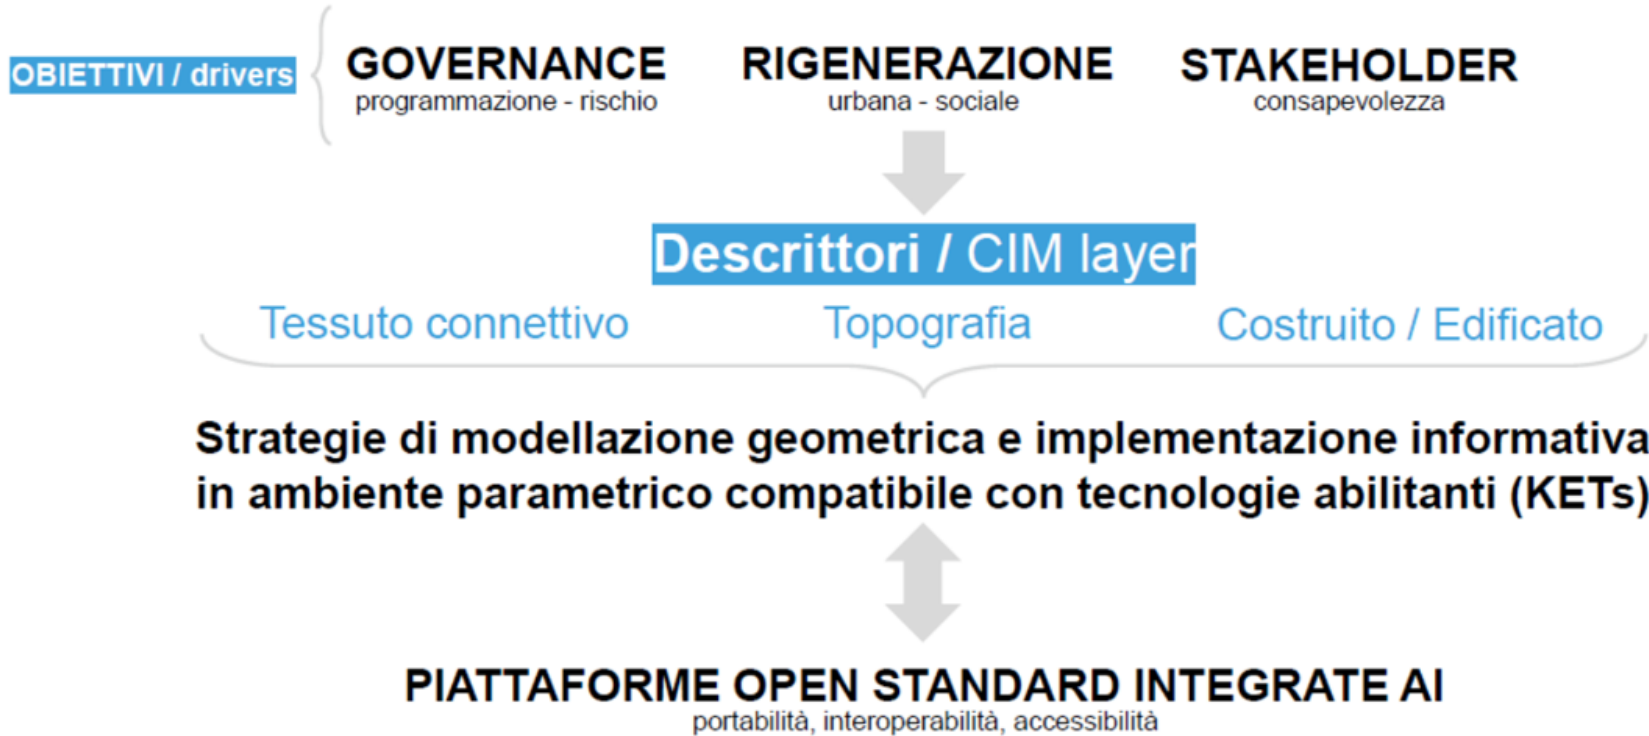 OBIETTIVI / drivers
GOVERNANCE
programmazione - rischio
RIGENERAZIONE
urbana - sociale
STAKEHOLDER
consapevolezza
Descrittori / CIM layer
Tessuto connettivo
Topografia
Costruito / Edificato
Strategie di modellazione geometrica e implementazione informativa
in ambiente parametrico compatibile con tecnologie abilitanti (KETs)
PIATTAFORME OPEN STANDARD INTEGRATE AI
portabilità, interoperabilità, accessibilità